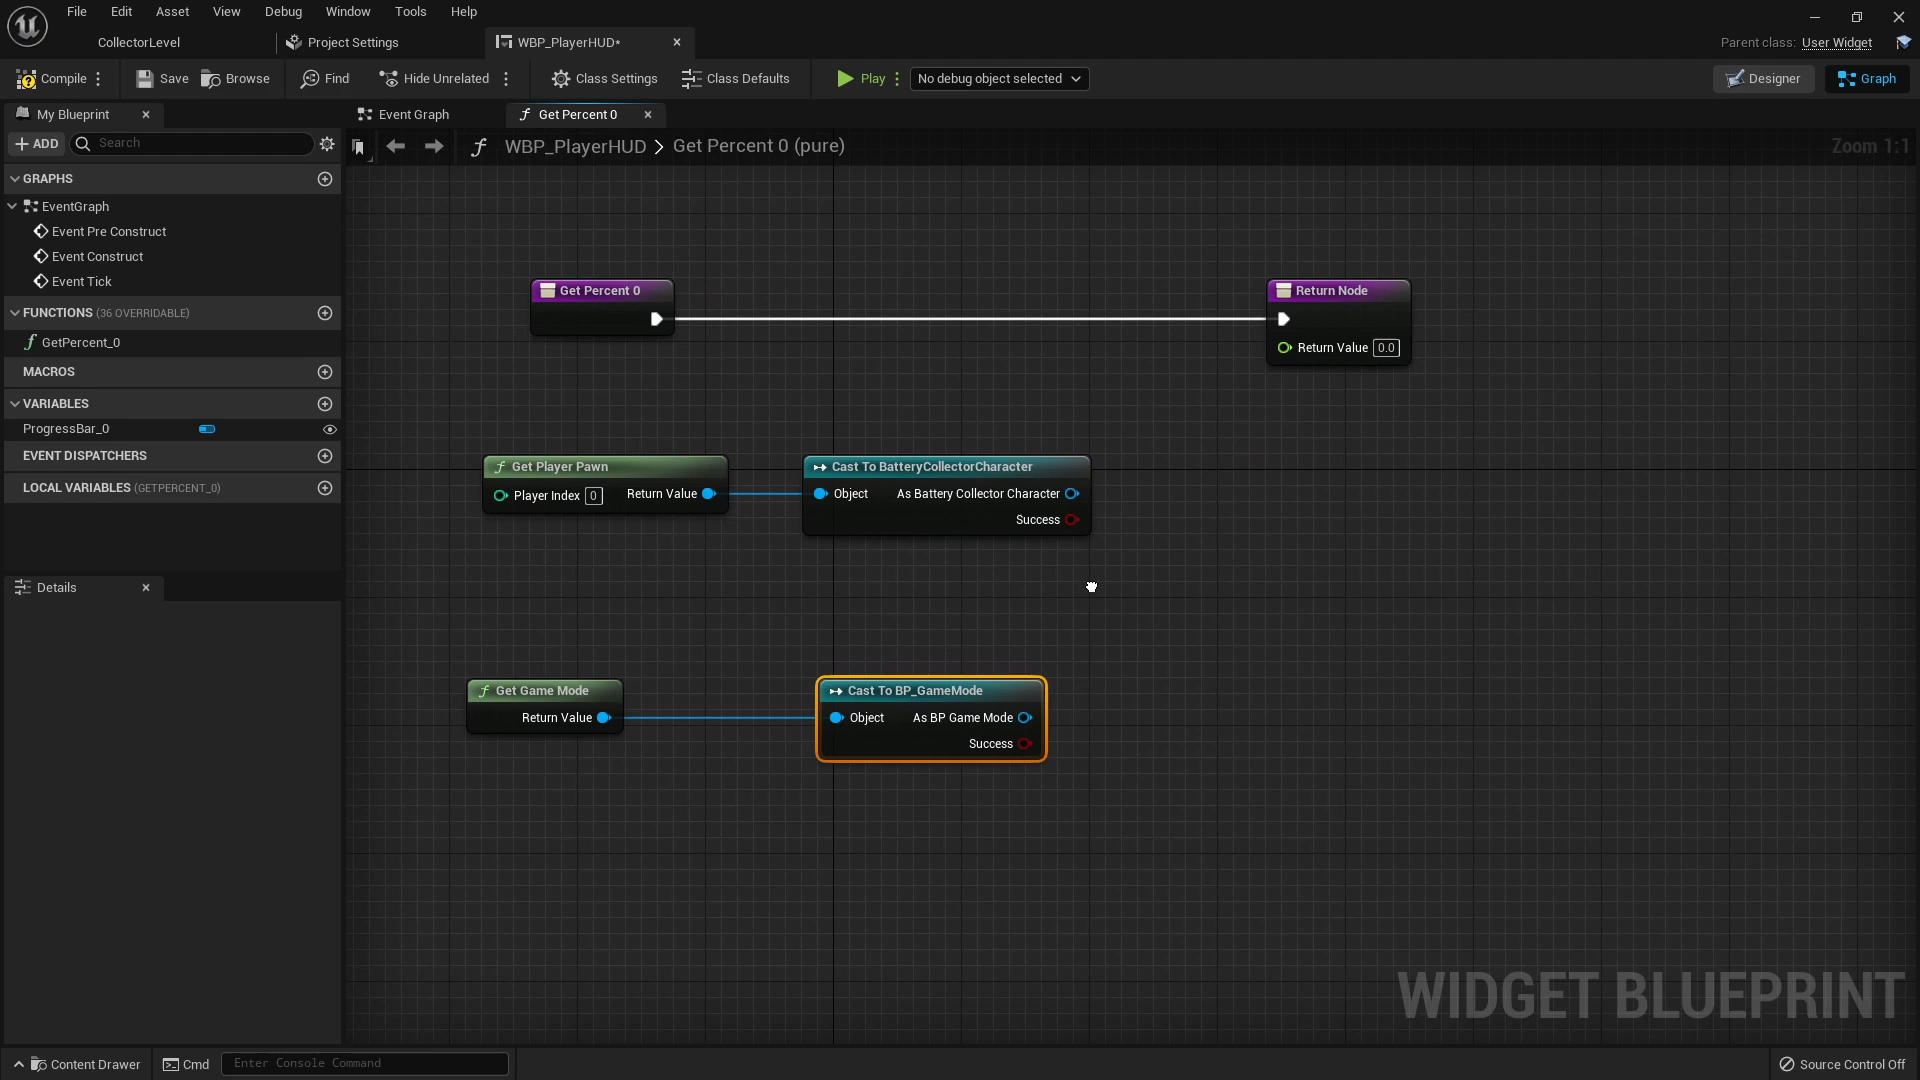 File Edit Asset View Debug Window Tools Help
CollectorLevel Project Settings WBP_PlayerHUD*
Parent class: User Widget
Compile Save Browse Find Hide Unrelated Class Settings Class Defaults Play No debug object selected Designer Graph
My Blueprint Event Graph Get Percent 0
ADD Search WBP_PlayerHUD > Get Percent 0 (pure) Zoom 1:1
GRAPHS
EventGraph
Event Pre Construct
Event Construct
Event Tick
FUNCTIONS (36 OVERRIDABLE)
GetPercent_0
MACROS
VARIABLES
ProgressBar_0
EVENT DISPATCHERS
LOCAL VARIABLES (GETPERCENT_0)
Details
Get Percent 0
Return Node
Return Value 0.0
Get Player Pawn
Player Index 0 Return Value
Cast To BatteryCollectorCharacter
Object As Battery Collector Character
Success
Get Game Mode
Return Value
Cast To BP_GameMode
Object As BP Game Mode
Success
WIDGET BLUEPRINT
Content Drawer Cmd Enter Console Command Source Control Off